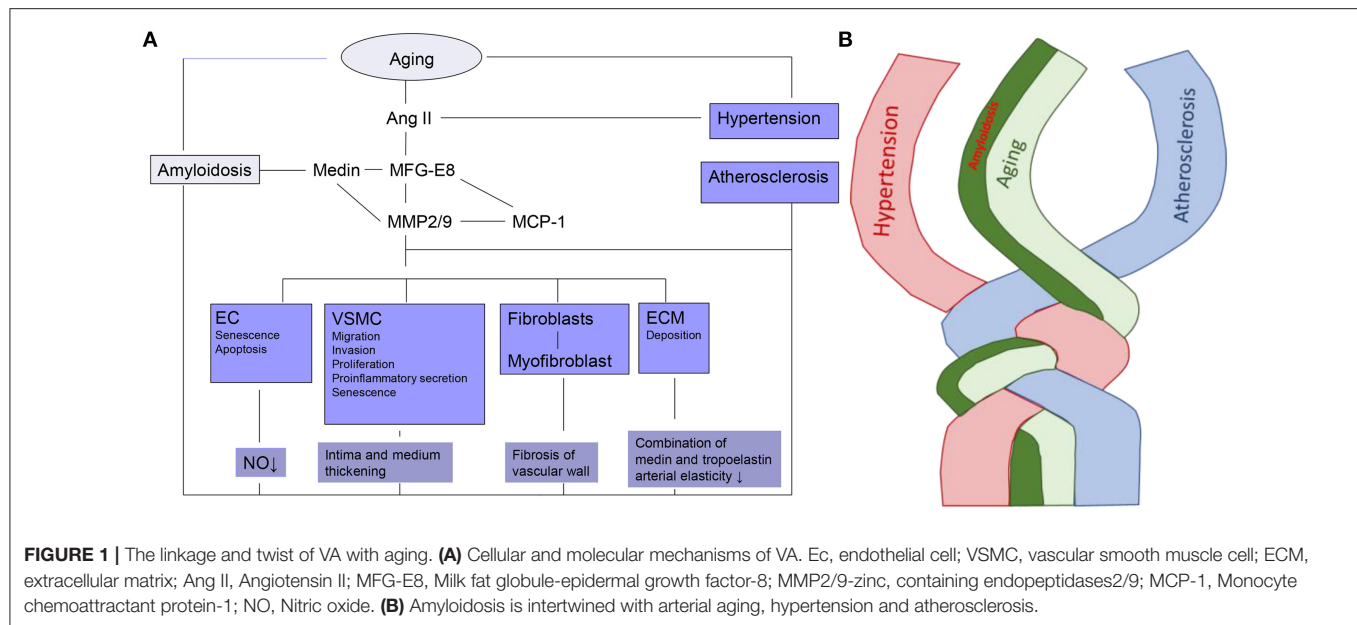 A
Aging
Ang II
Hypertension
Amyloidosis
Medin
MFG-E8
Atherosclerosis
MMP2/9
MCP-1
EC
Senescence
Apoptosis
VSMC
Migration
Invasion
Proliferation
Proinflammatory secretion
Senescence
Fibroblasts
Myofibroblast
ECM
Deposition
NO↓
Intima and medium
thickening
Fibrosis of
vascular wall
Combination of
medin and tropoelastin
arterial elasticity ↓
B
Hypertension
Amyloidosis
Aging
Atherosclerosis
FIGURE 1 | The linkage and twist of VA with aging. (A) Cellular and molecular mechanisms of VA. Ec, endothelial cell; VSMC, vascular smooth muscle cell; ECM,
extracellular matrix; Ang II, Angiotensin II; MFG-E8, Milk fat globule-epidermal growth factor-8; MMP2/9-zinc, containing endopeptidases2/9; MCP-1, Monocyte
chemoattractant protein-1; NO, Nitric oxide. (B) Amyloidosis is intertwined with arterial aging, hypertension and atherosclerosis.